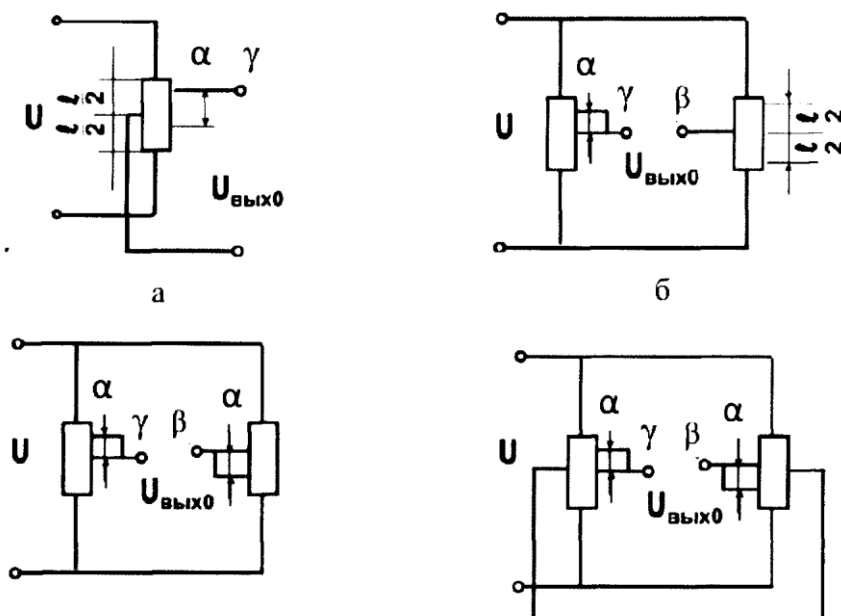 α γ
ℓ/2
ℓ/2
U
Uвых0
а
α
γ β
U
Uвых0
ℓ/2
ℓ/2
б
α α
γ β
U
Uвых0
α α
γ β
U
Uвых0